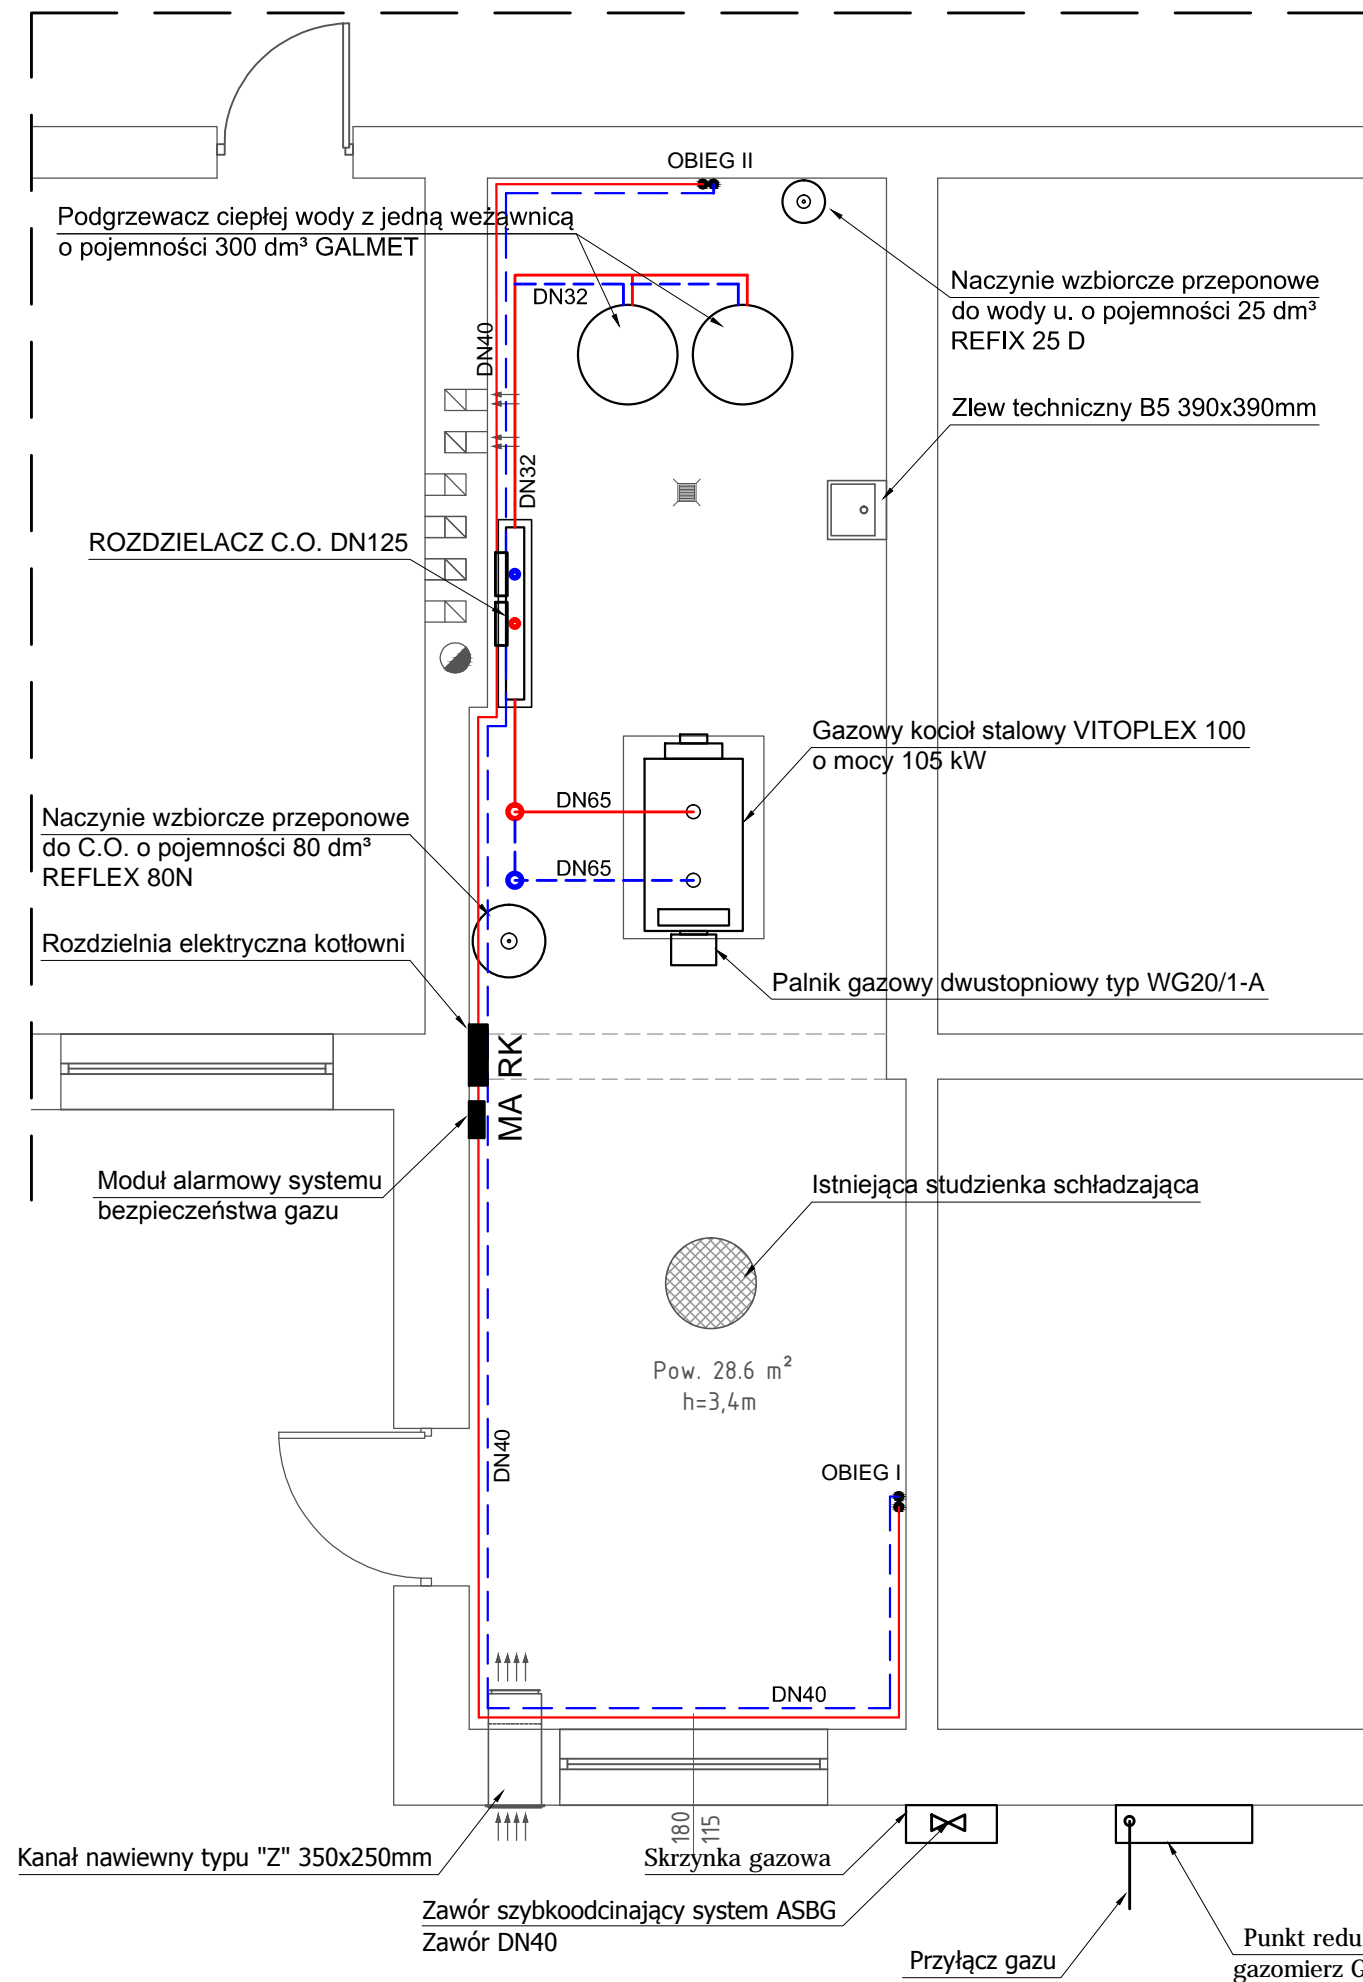 OBIEG II
Podgrzewacz ciepłej wody z jedną weżawnicą
o pojemności 300 dm³ GALMET
Naczynie wzbiorcze przeponowe
do wody u. o pojemności 25 dm³
REFIX 25 D
DN32
DN40
Zlew techniczny B5 390x390mm
DN32
ROZDZIELACZ C.O. DN125
Gazowy kocioł stalowy VITOPLEX 100
o mocy 105 kW
DN65
Naczynie wzbiorcze przeponowe
do C.O. o pojemności 80 dm³
REFLEX 80N
DN65
Rozdzielnia elektryczna kotłowni
Palnik gazowy dwustopniowy typ WG20/1-A
RK
MA
Moduł alarmowy systemu
bezpieczeństwa gazu
Istniejąca studzienka schładzająca
Pow. 28.6 m²
h=3,4m
DN40
OBIEG I
DN40
180
115
Kanał nawiewny typu "Z" 350x250mm
Skrzynka gazowa
Zawór szybkoodcinający system ASBG
Zawór DN40
Przyłącz gazu
Punkt redu
gazomierz G